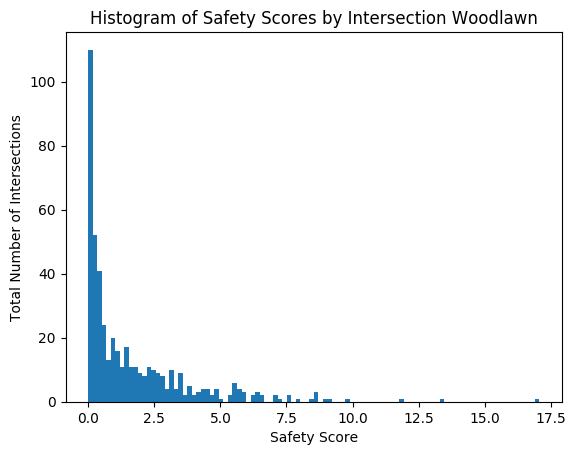 Histogram of Safety Scores by Intersection Woodlawn
Total Number of Intersections
100
80
60
40
20
0
0.0 2.5 5.0 7.5 10.0 12.5 15.0 17.5
Safety Score